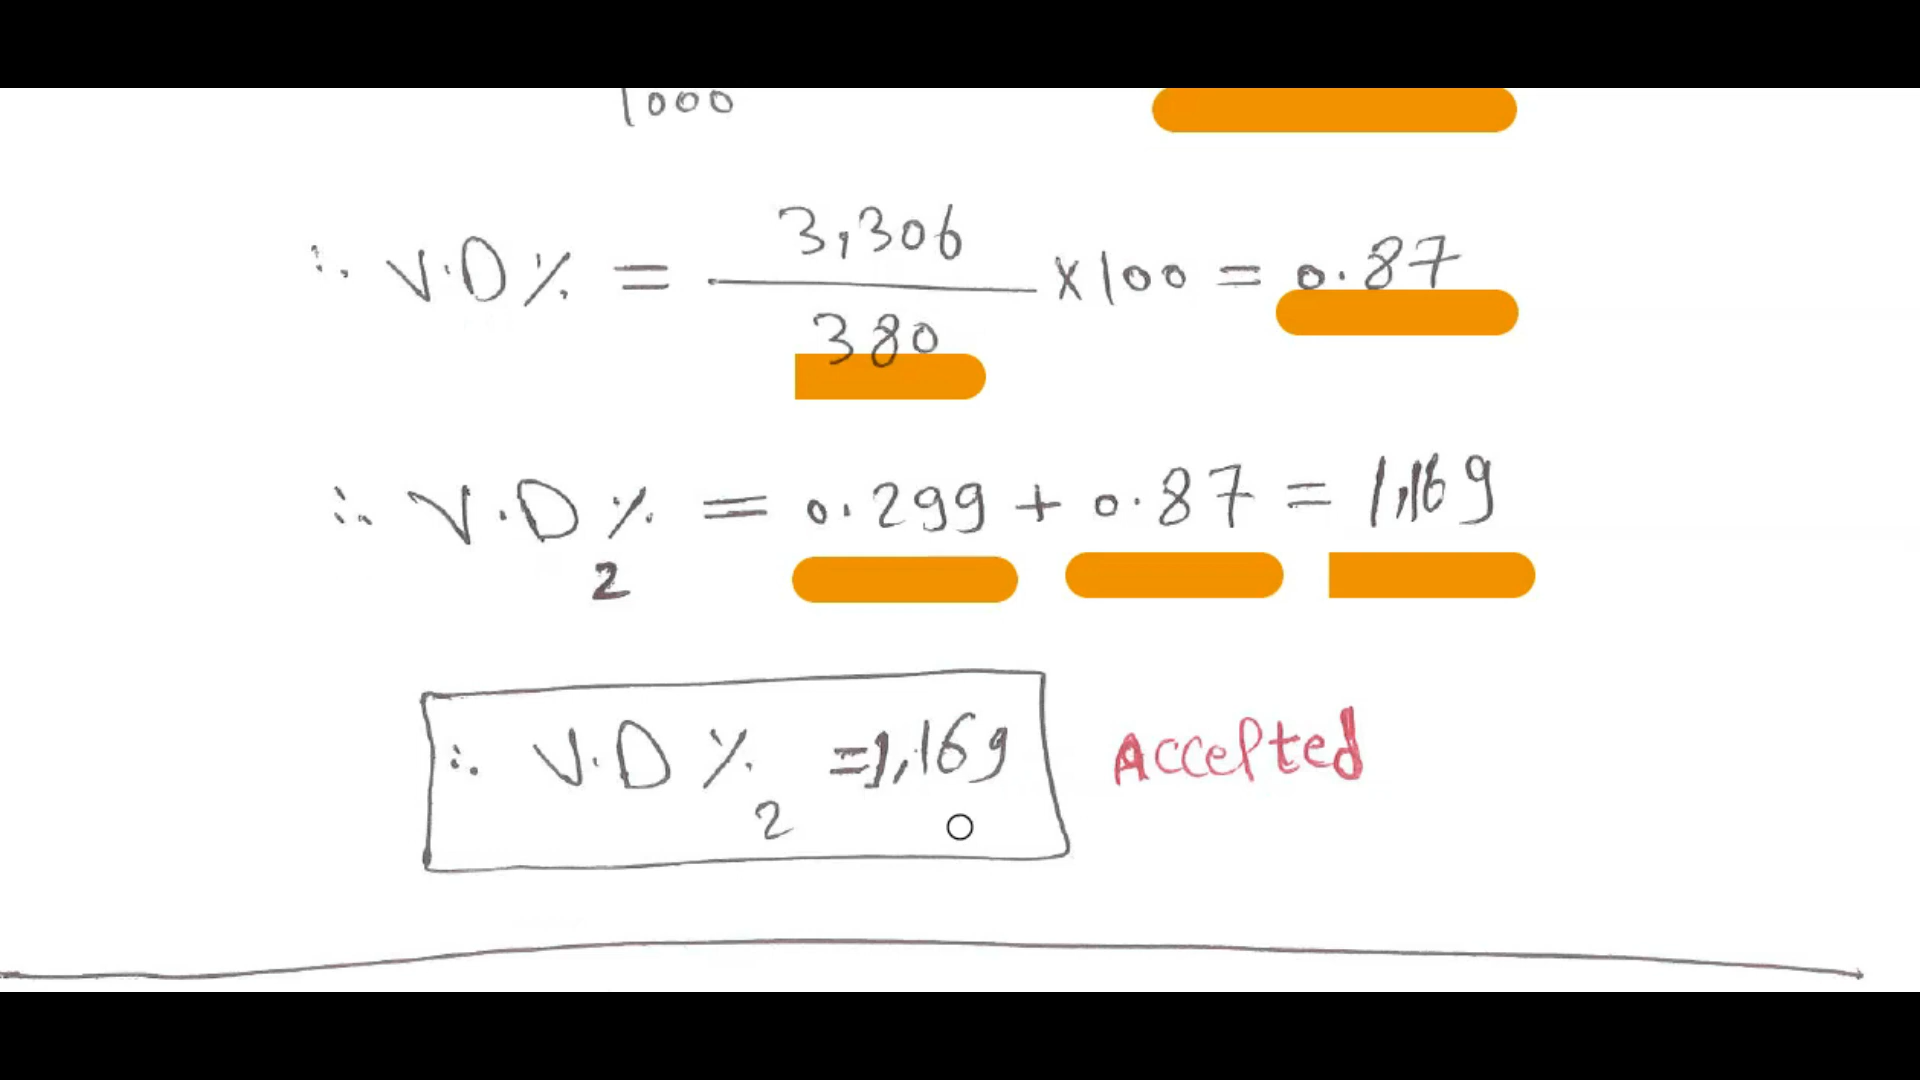 1000
∴ V.D% = 3,306 / 380 × 100 = 0.87
∴ V.D%2 = 0.299 + 0.87 = 1,169
∴ V.D%2 = 1,169 Accepted